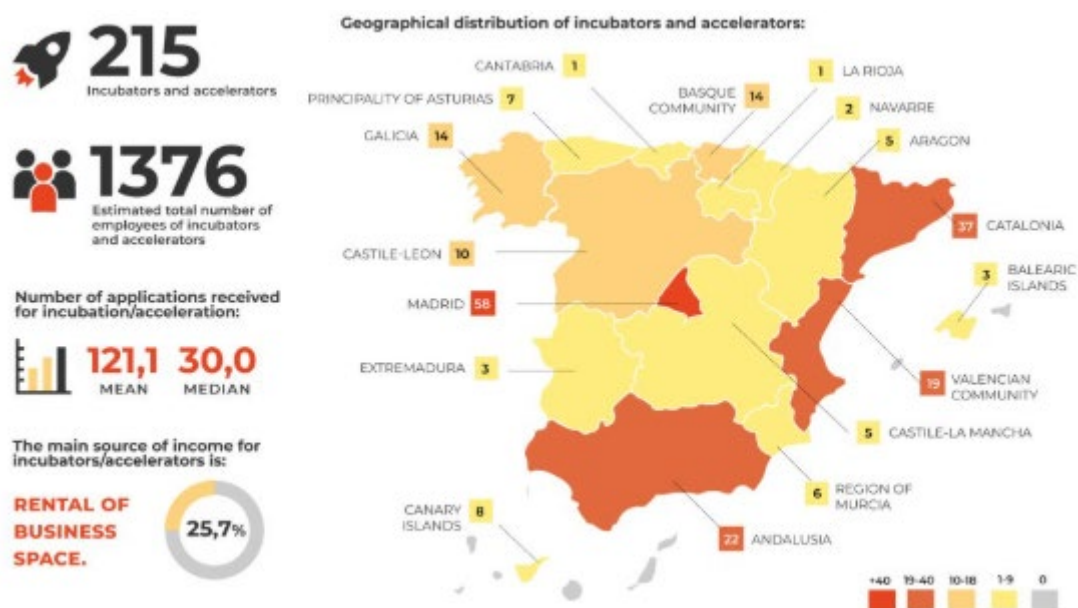 215
Incubators and accelerators
1376
Estimated total number of
employees of incubators
and accelerators
Number of applications received
for incubation/acceleration:
121,1 30,0
MEAN MEDIAN
The main source of income for
incubators/accelerators is:
RENTAL OF
BUSINESS
SPACE.
25,7%
Geographical distribution of incubators and accelerators:
CANTABRIA 1
1 LA RIOJA
PRINCIPALITY OF ASTURIAS 7
BASQUE
COMMUNITY 14
2 NAVARRE
GALICIA 14
5 ARAGON
37 CATALONIA
CASTILE-LEON 10
3 BALEARIC
ISLANDS
MADRID 58
EXTREMADURA 3
19 VALENCIAN
COMMUNITY
5 CASTILE-LA MANCHA
6 REGION OF
MURCIA
CANARY
ISLANDS 8
22 ANDALUSIA
+40 19-40 10-18 1-9 0